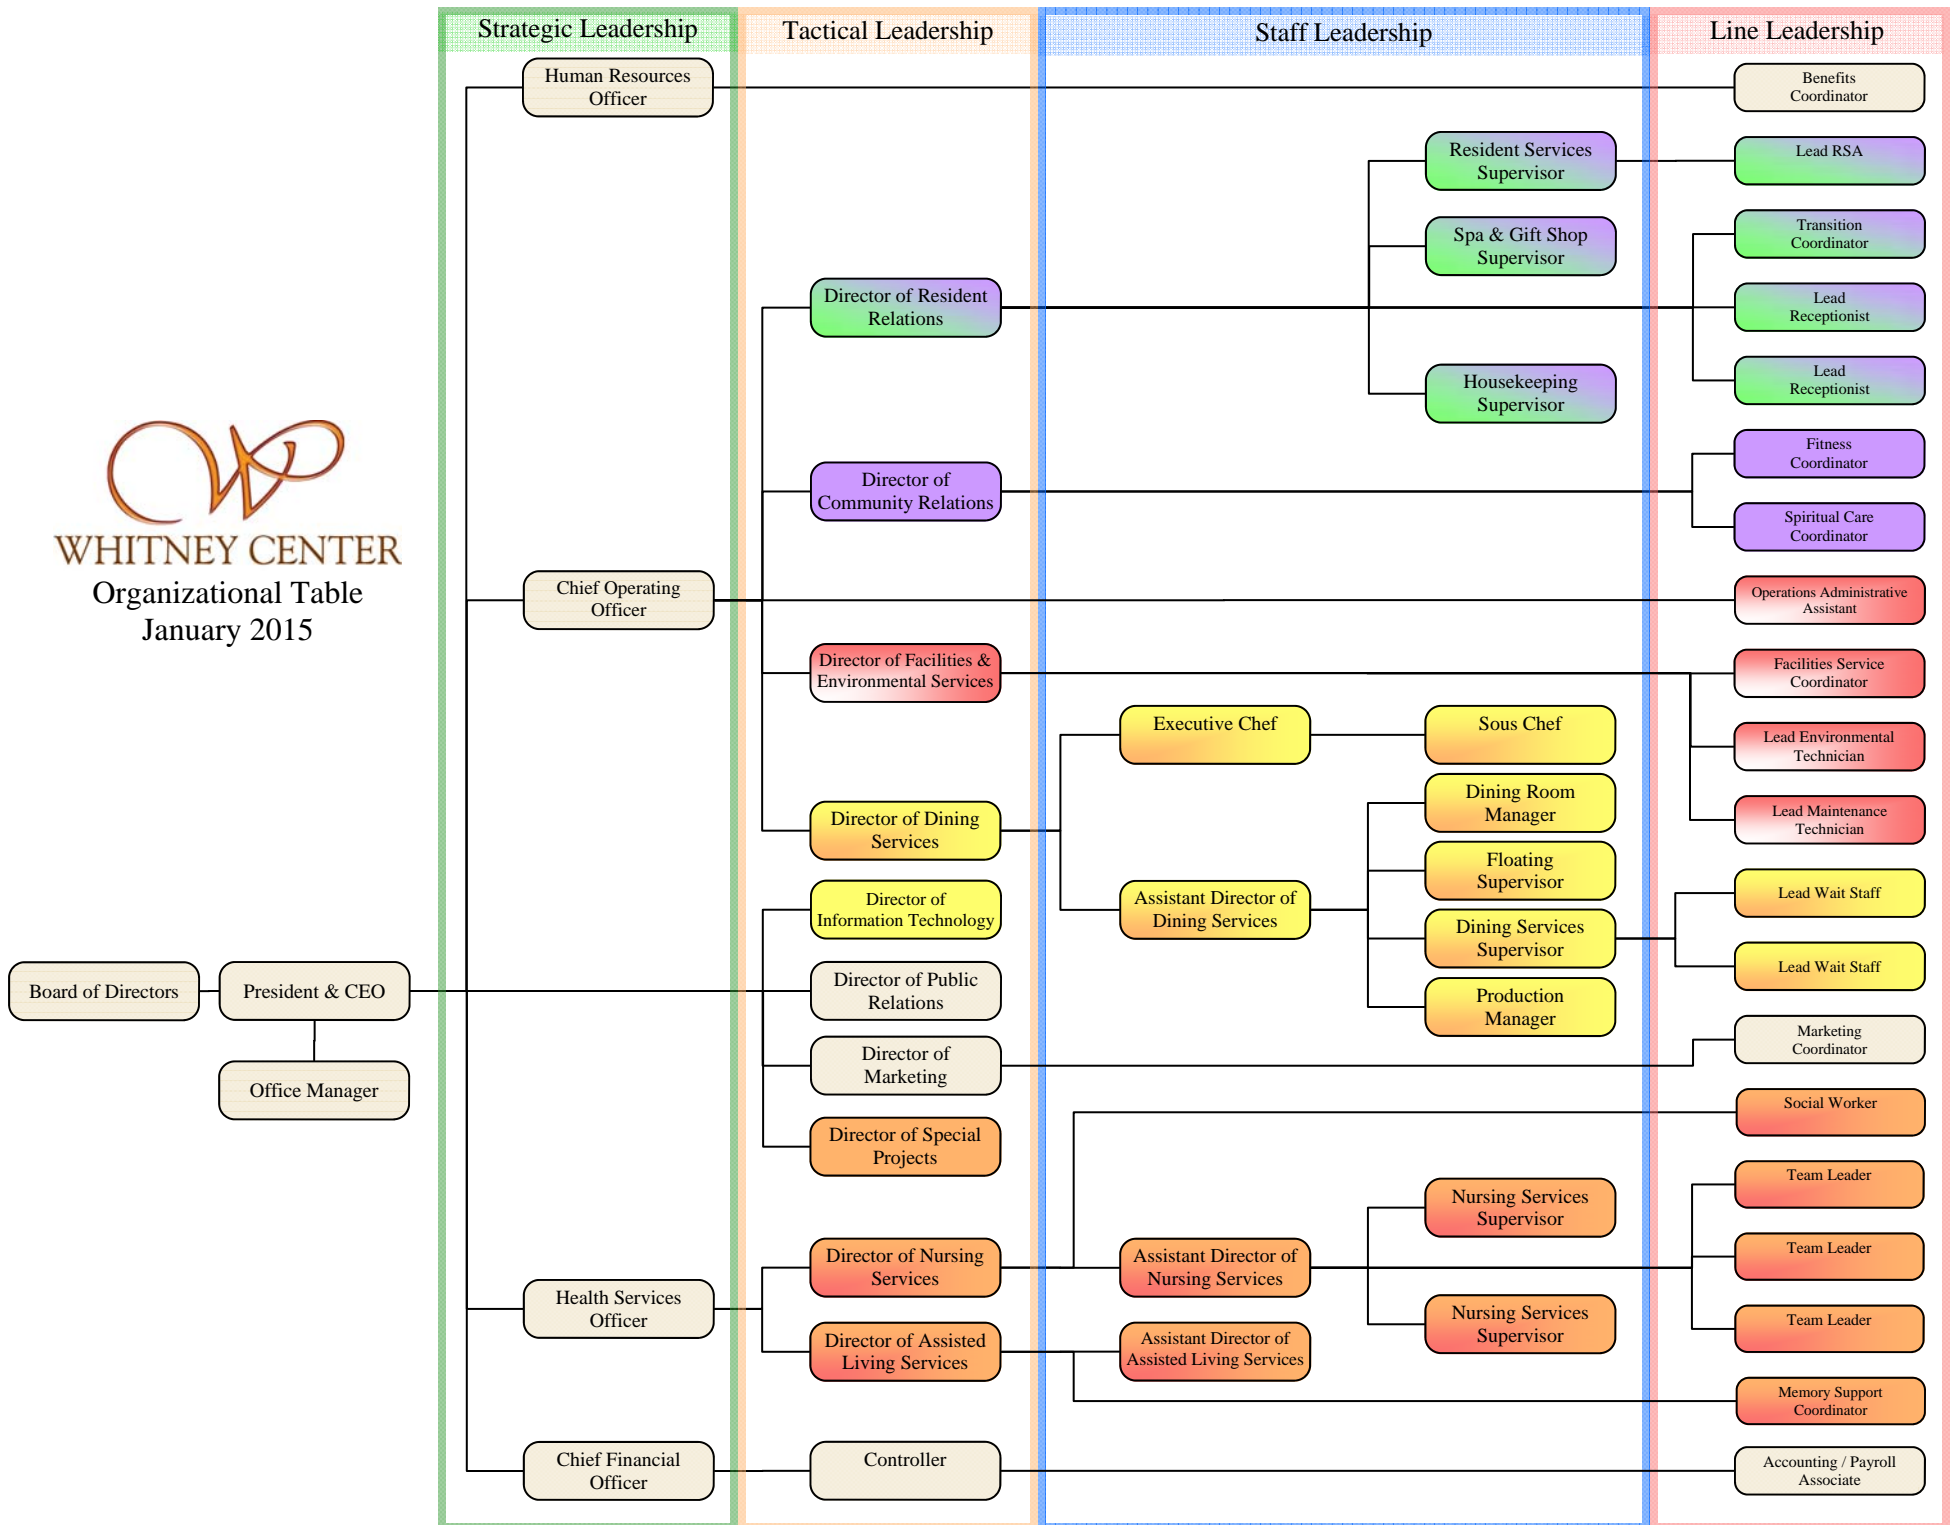 Strategic Leadership
Tactical Leadership
Staff Leadership
Line Leadership
Human Resources
Officer
Benefits
Coordinator
Resident Services
Supervisor
Lead RSA
Spa & Gift Shop
Supervisor
Transition
Coordinator
Director of Resident
Relations
Lead
Receptionist
Housekeeping
Supervisor
Lead
Receptionist
Director of
Community Relations
Fitness
Coordinator
Spiritual Care
Coordinator
WHITNEY CENTER
Organizational Table
January 2015
Chief Operating
Officer
Operations Administrative
Assistant
Director of Facilities &
Environmental Services
Facilities Service
Coordinator
Executive Chef
Sous Chef
Lead Environmental
Technician
Director of Dining
Services
Dining Room
Manager
Lead Maintenance
Technician
Floating
Supervisor
Director of
Information Technology
Assistant Director of
Dining Services
Dining Services
Supervisor
Lead Wait Staff
Lead Wait Staff
Board of Directors
President & CEO
Director of Public
Relations
Production
Manager
Office Manager
Director of
Marketing
Marketing
Coordinator
Director of Special
Projects
Social Worker
Nursing Services
Supervisor
Team Leader
Director of Nursing
Services
Assistant Director of
Nursing Services
Team Leader
Health Services
Officer
Nursing Services
Supervisor
Team Leader
Director of Assisted
Living Services
Assistant Director of
Assisted Living Services
Memory Support
Coordinator
Chief Financial
Officer
Controller
Accounting / Payroll
Associate